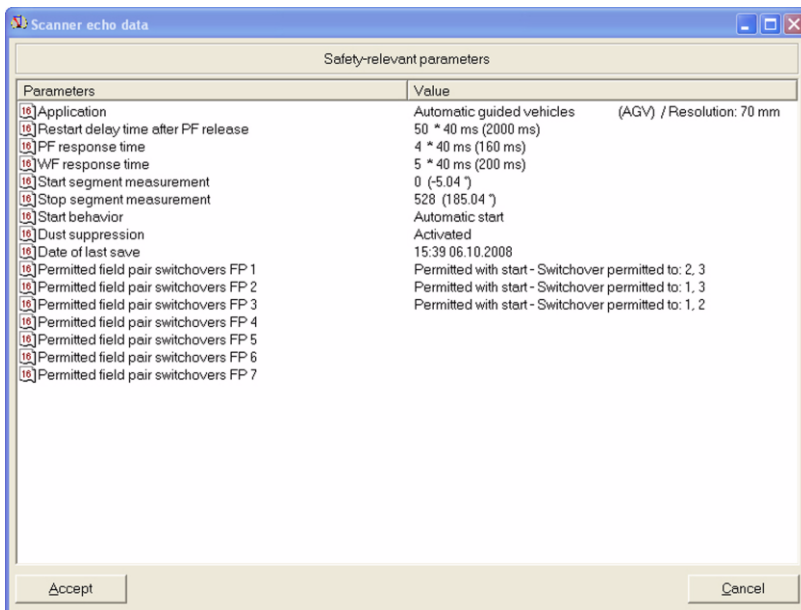 Scanner echo data
Safety-relevant parameters
Parameters Value
Application Automatic guided vehicles (AGV) / Resolution: 70 mm
Restart delay time after PF release 50 * 40 ms (2000 ms)
PF response time 4 * 40 ms (160 ms)
WF response time 5 * 40 ms (200 ms)
Start segment measurement 0 (-5.04 °)
Stop segment measurement 528 (185.04 °)
Start behavior Automatic start
Dust suppression Activated
Date of last save 15:39 06.10.2008
Permitted field pair switchovers FP 1 Permitted with start - Switchover permitted to: 2, 3
Permitted field pair switchovers FP 2 Permitted with start - Switchover permitted to: 1, 3
Permitted field pair switchovers FP 3 Permitted with start - Switchover permitted to: 1, 2
Permitted field pair switchovers FP 4
Permitted field pair switchovers FP 5
Permitted field pair switchovers FP 6
Permitted field pair switchovers FP 7
Accept Cancel